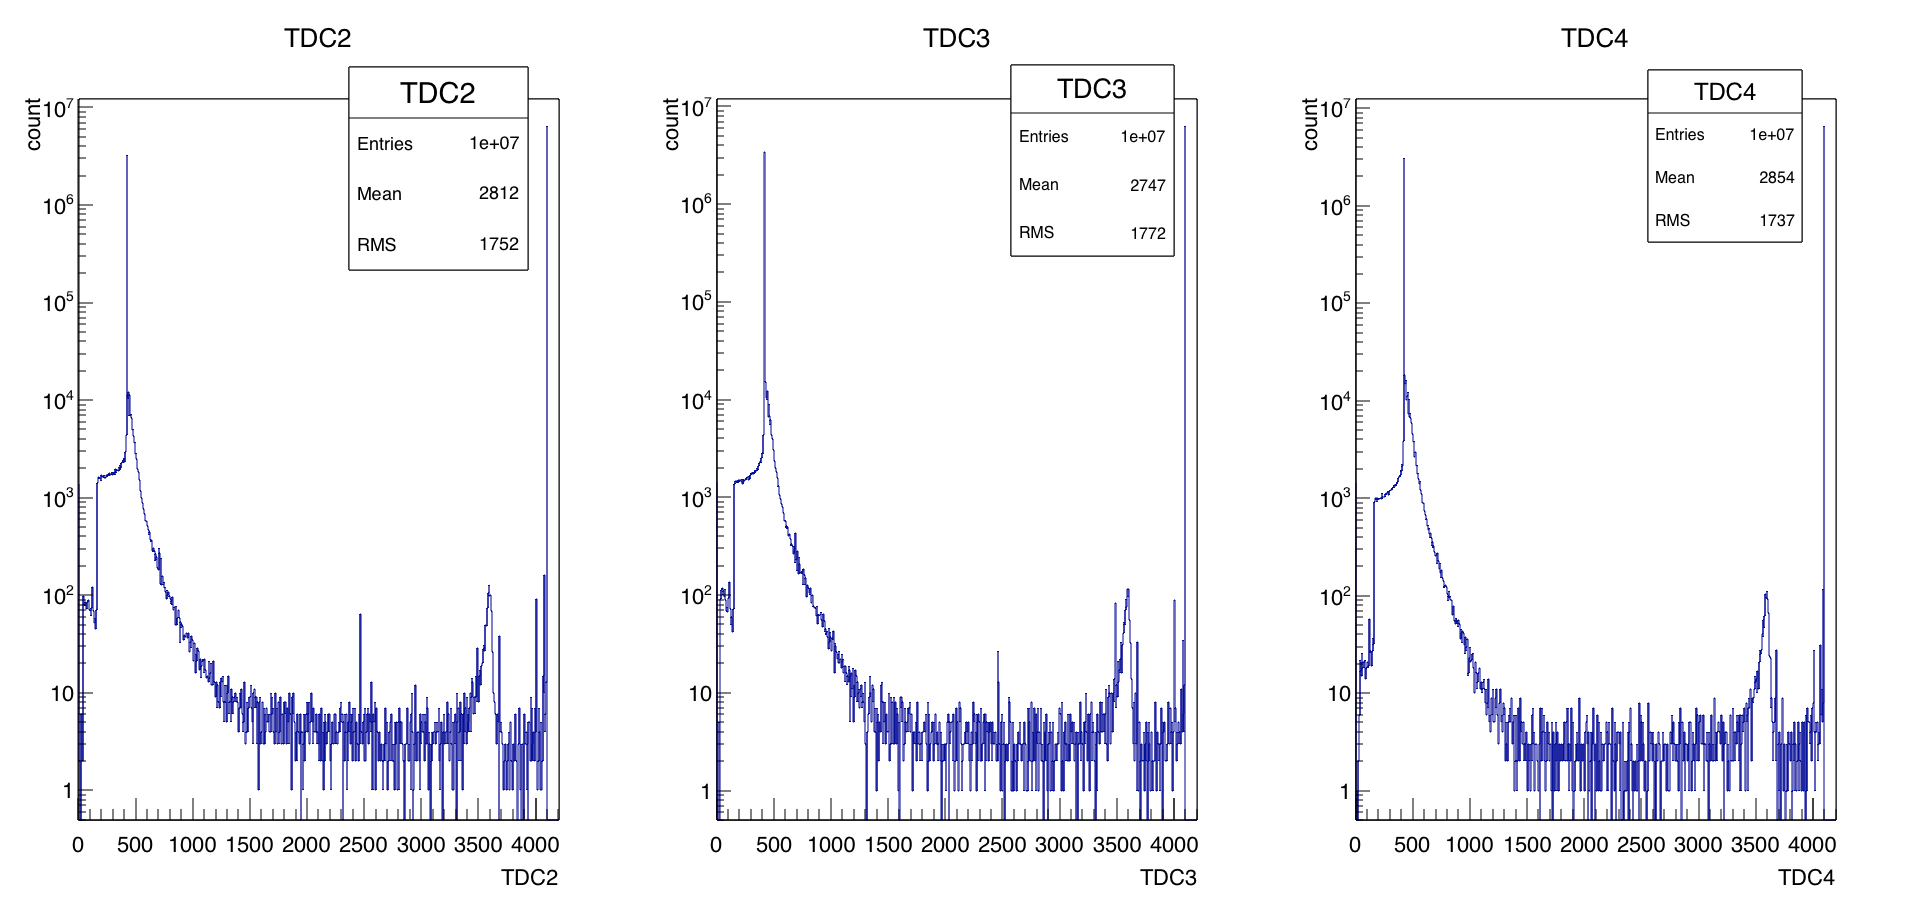 TDC2
TDC2
Entries 1e+07
Mean 2812
RMS 1752
count
10^7
10^6
10^5
10^4
10^3
10^2
10
1
0 500 1000 1500 2000 2500 3000 3500 4000
TDC2
TDC3
TDC3
Entries 1e+07
Mean 2747
RMS 1772
count
10^7
10^6
10^5
10^4
10^3
10^2
10
1
0 500 1000 1500 2000 2500 3000 3500 4000
TDC3
TDC4
TDC4
Entries 1e+07
Mean 2854
RMS 1737
count
10^7
10^6
10^5
10^4
10^3
10^2
10
1
0 500 1000 1500 2000 2500 3000 3500 4000
TDC4